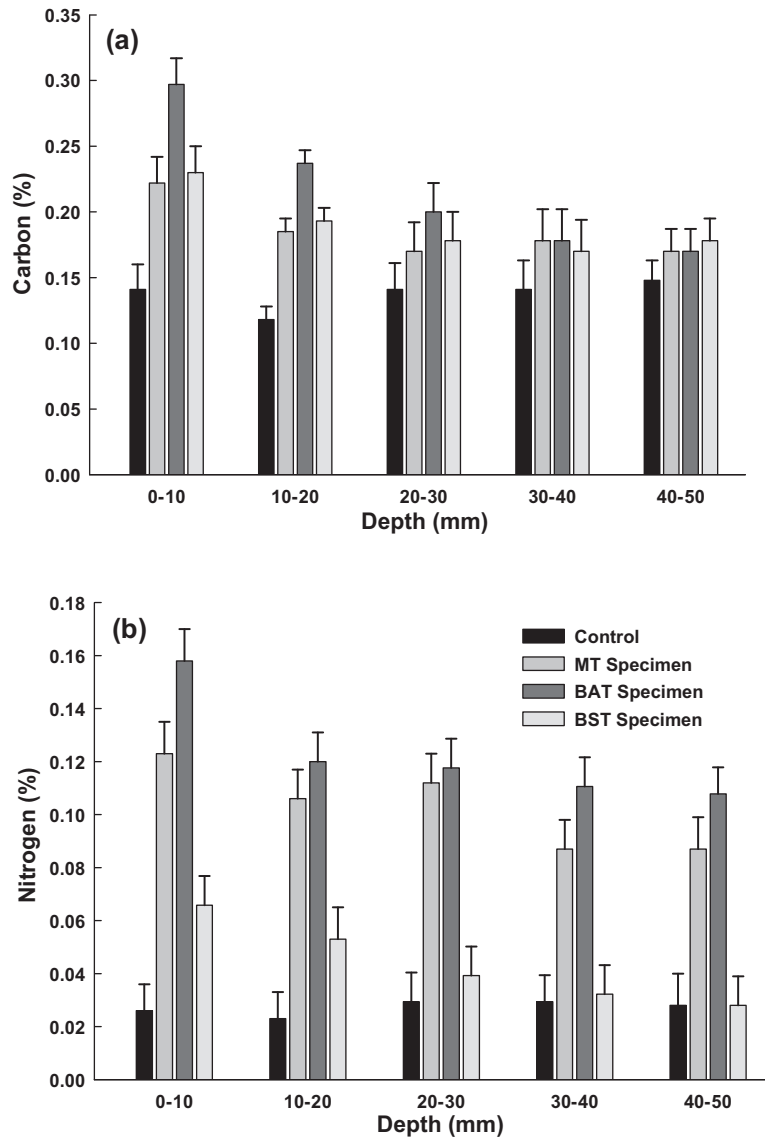 (a)
Carbon (%)
0.35
0.30
0.25
0.20
0.15
0.10
0.05
0.00
0-10 10-20 20-30 30-40 40-50
Depth (mm)
(b)
Nitrogen (%)
0.18
0.16
0.14
0.12
0.10
0.08
0.06
0.04
0.02
0.00
Control
MT Specimen
BAT Specimen
BST Specimen
0-10 10-20 20-30 30-40 40-50
Depth (mm)